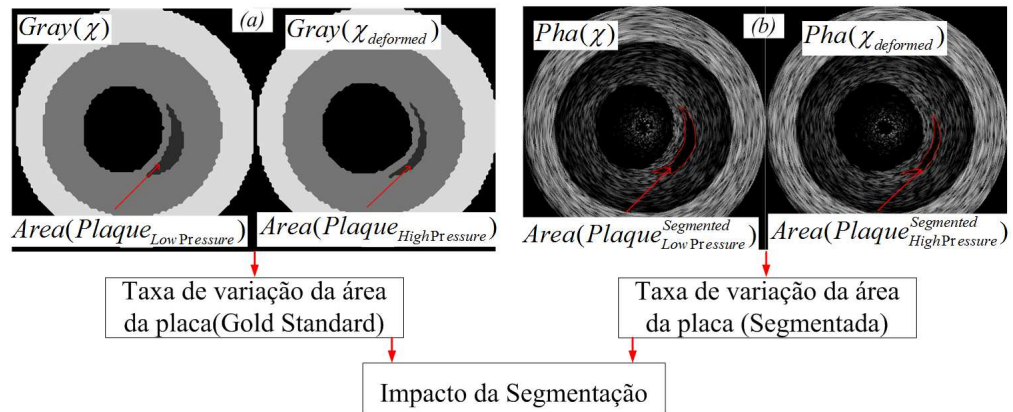 Gray(χ)
(a)
Gray(χ_deformed)
Area(Plaque_LowPressure)
Area(Plaque_HighPressure)
Pha(χ)
(b)
Pha(χ_deformed)
Area(Plaque^Segmented_LowPressure)
Area(Plaque^Segmented_HighPressure)
Taxa de variação da área
da placa(Gold Standard)
Taxa de variação da área
da placa (Segmentada)
Impacto da Segmentação